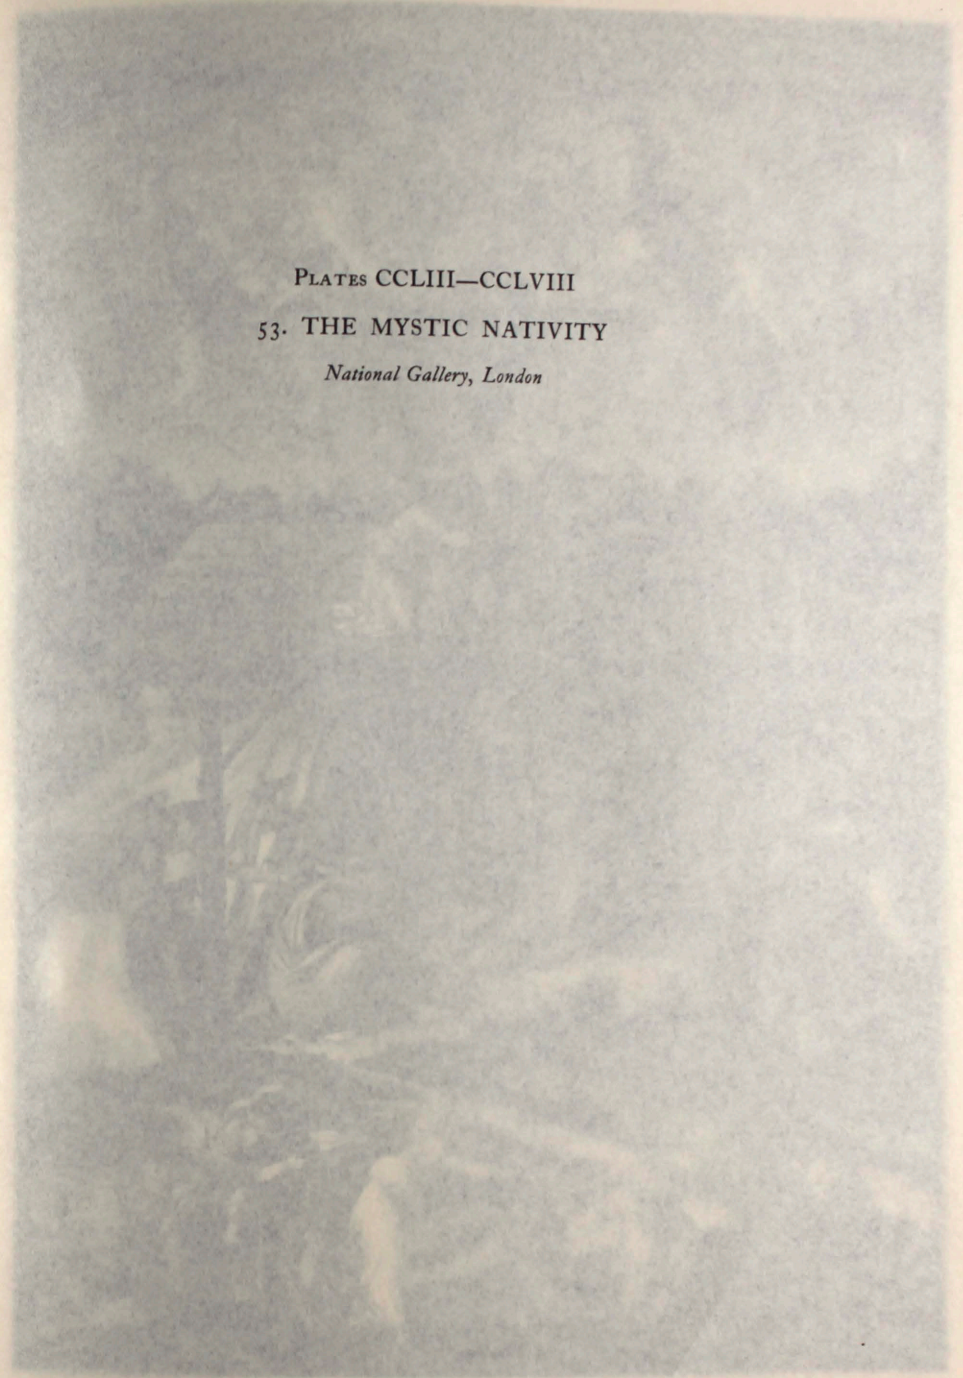 Plates CCLIII—CCLVIII
53. THE MYSTIC NATIVITY
National Gallery, London